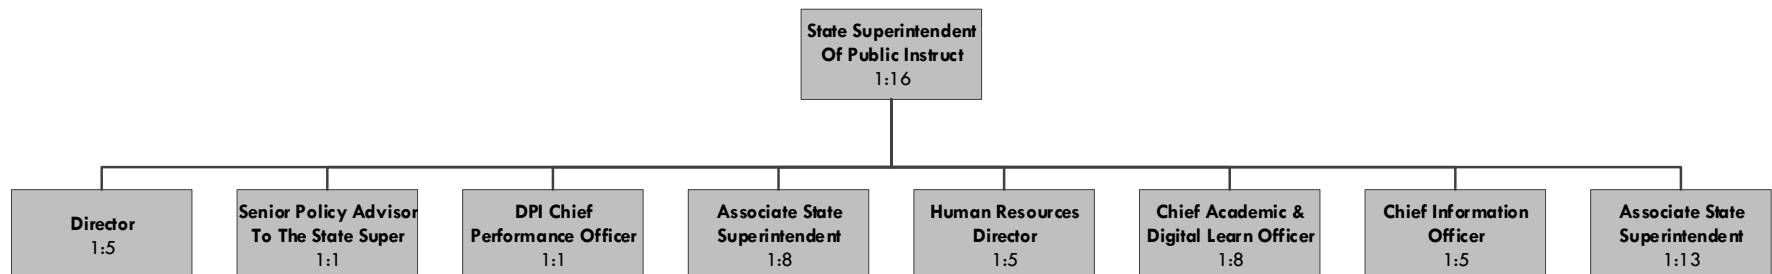 State Superintendent
Of Public Instruct
1:16
Director
1:5
Senior Policy Advisor
To The State Super
1:1
DPI Chief
Performance Officer
1:1
Associate State
Superintendent
1:8
Human Resources
Director
1:5
Chief Academic &
Digital Learn Officer
1:8
Chief Information
Officer
1:5
Associate State
Superintendent
1:13